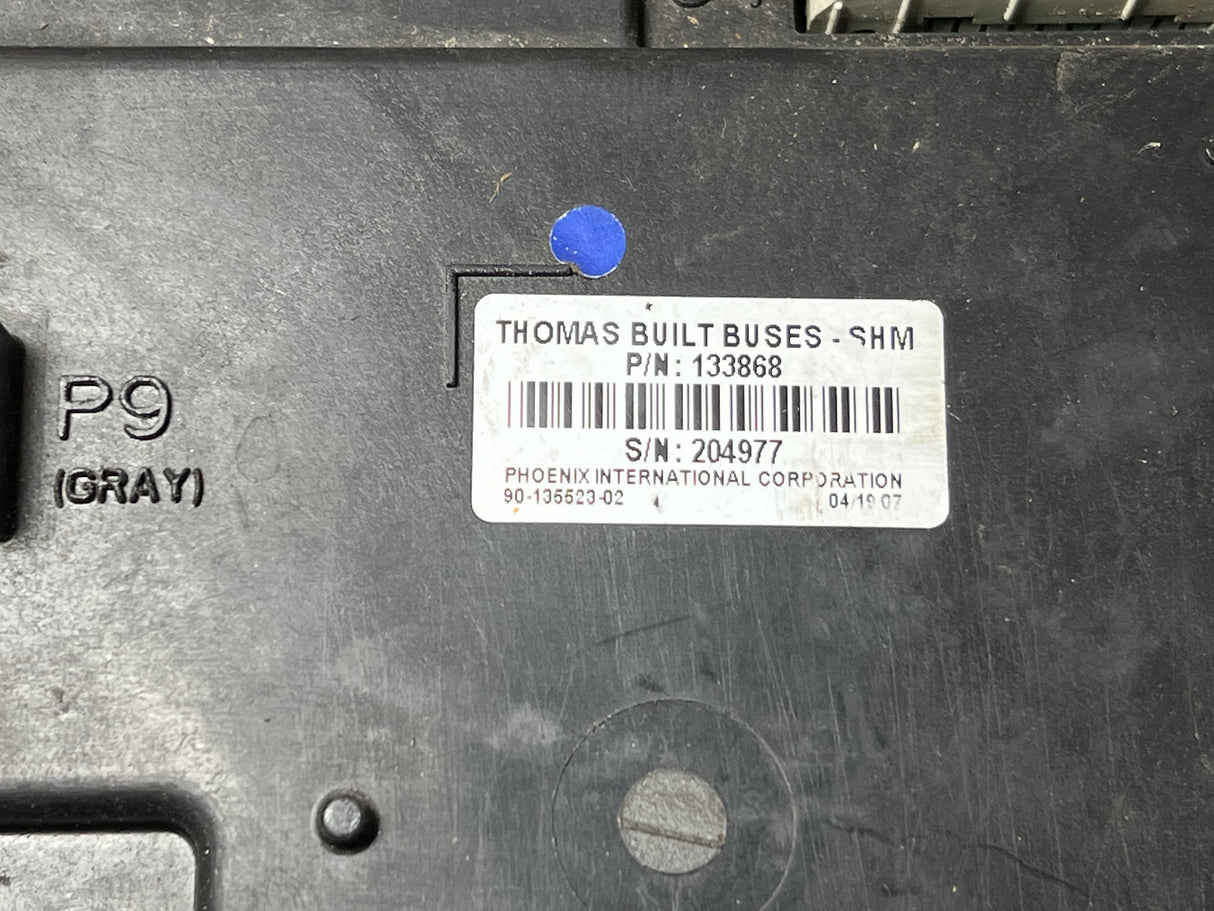 THOMAS BUILT BUSES - SHM
P/N: 133868
S/N: 204977
PHOENIX INTERNATIONAL CORPORATION
90-135523-02 04/19/07
P9
(GRAY)